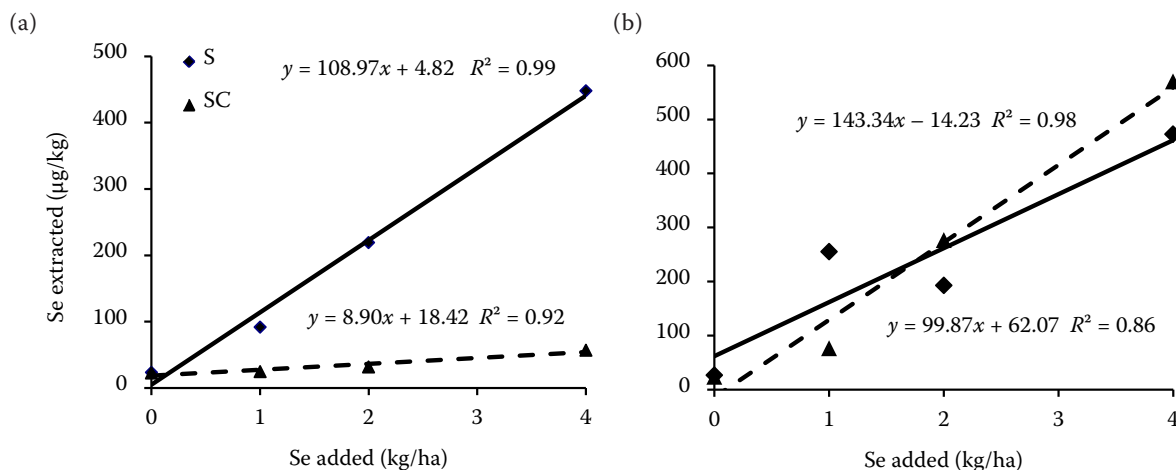 (a)
500
400
300
200
100
0
Se extracted (µg/kg)
S
SC
y = 108.97x + 4.82 R² = 0.99
y = 8.90x + 18.42 R² = 0.92
0 1 2 3 4
Se added (kg/ha)
(b)
600
500
400
300
200
100
0
y = 143.34x – 14.23 R² = 0.98
y = 99.87x + 62.07 R² = 0.86
0 1 2 3 4
Se added (kg/ha)